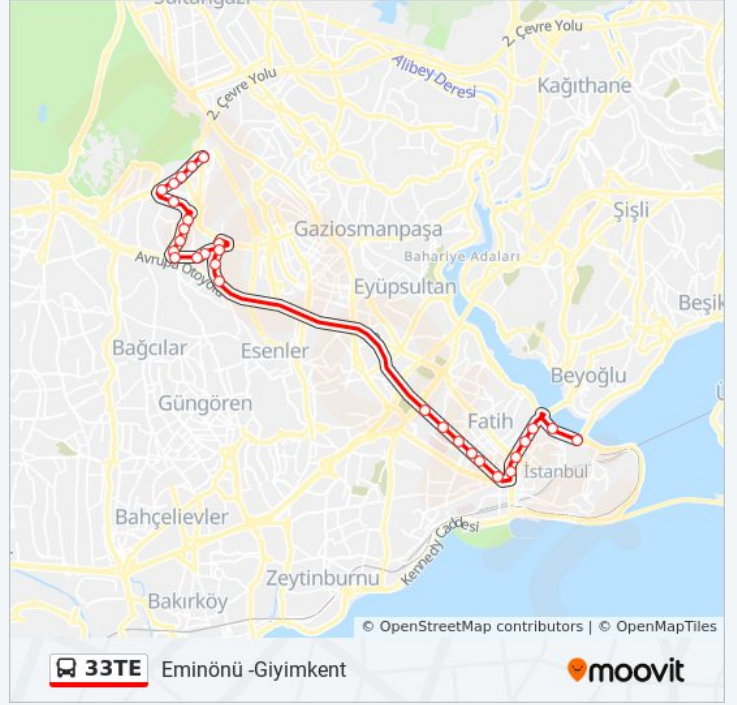 Sultangazi
2. Çevre Yolu
Alibey Deresi
Kağıthane
2. Çevre Yolu
Şişli
Gaziosmanpaşa
Bahariye Adaları
Avrupa Otoyolu
Eyüpsultan
Beşik
Bağcılar
Esenler
Beyoğlu
Güngören
Fatih
İstanbul
Bahçelievler
Kennedy Caddesi
Zeytinburnu
Bakırköy
© OpenStreetMap contributors | © OpenMapTiles
33TE Eminönü -Giyimkent
moovit